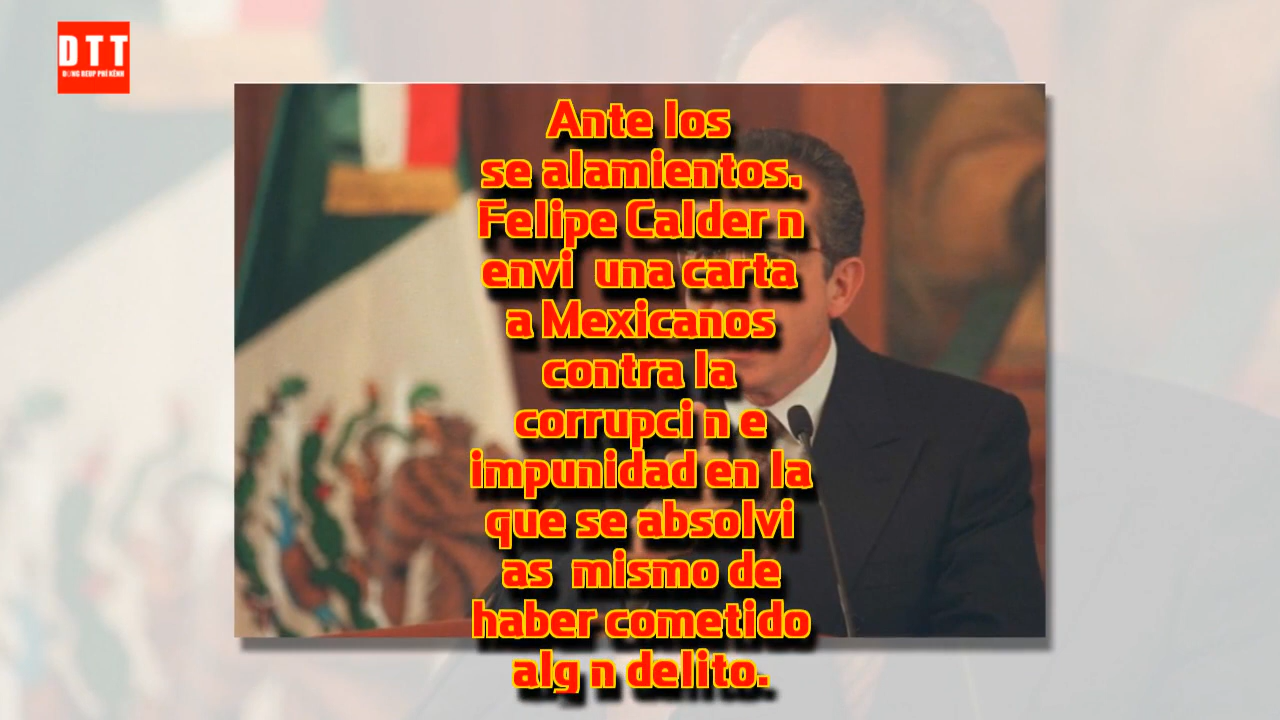 DTT
Ante los
se alamientos,
Felipe Calder n
envi  una carta
a Mexicanos
contra la
corrupci n e
impunidad en la
que se absolvi
as  mismo de
haber cometido
alg n delito.